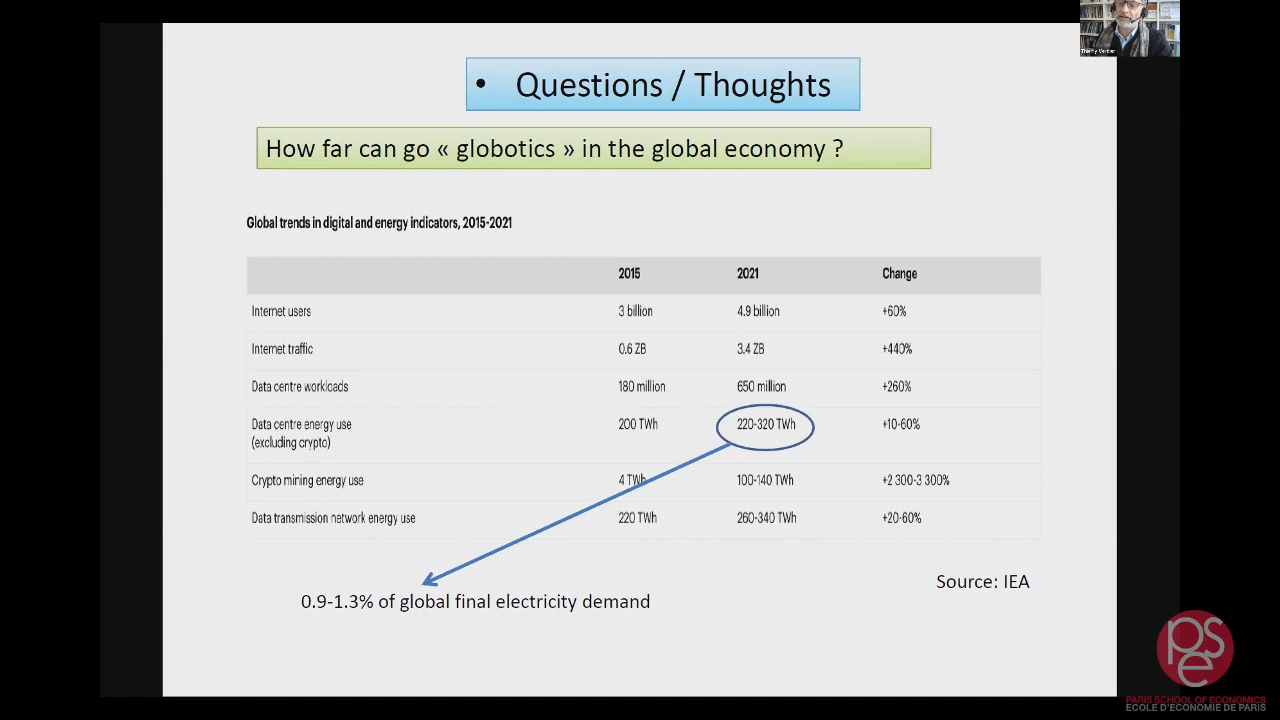 Thierry Verdier
• Questions / Thoughts
How far can go « globotics » in the global economy ?
Global trends in digital and energy indicators, 2015-2021
2015 2021 Change
Internet users 3 billion 4.9 billion +60%
Internet traffic 0.6 ZB 3.4 ZB +440%
Data centre workloads 180 million 650 million +260%
Data centre energy use 200 TWh 220-320 TWh +10-60%
(excluding crypto)
Crypto mining energy use 4 TWh 100-140 TWh +2 300-3 300%
Data transmission network energy use 220 TWh 260-340 TWh +20-60%
Source: IEA
0.9-1.3% of global final electricity demand
pse
PARIS SCHOOL OF ECONOMICS
ECOLE D'ECONOMIE DE PARIS